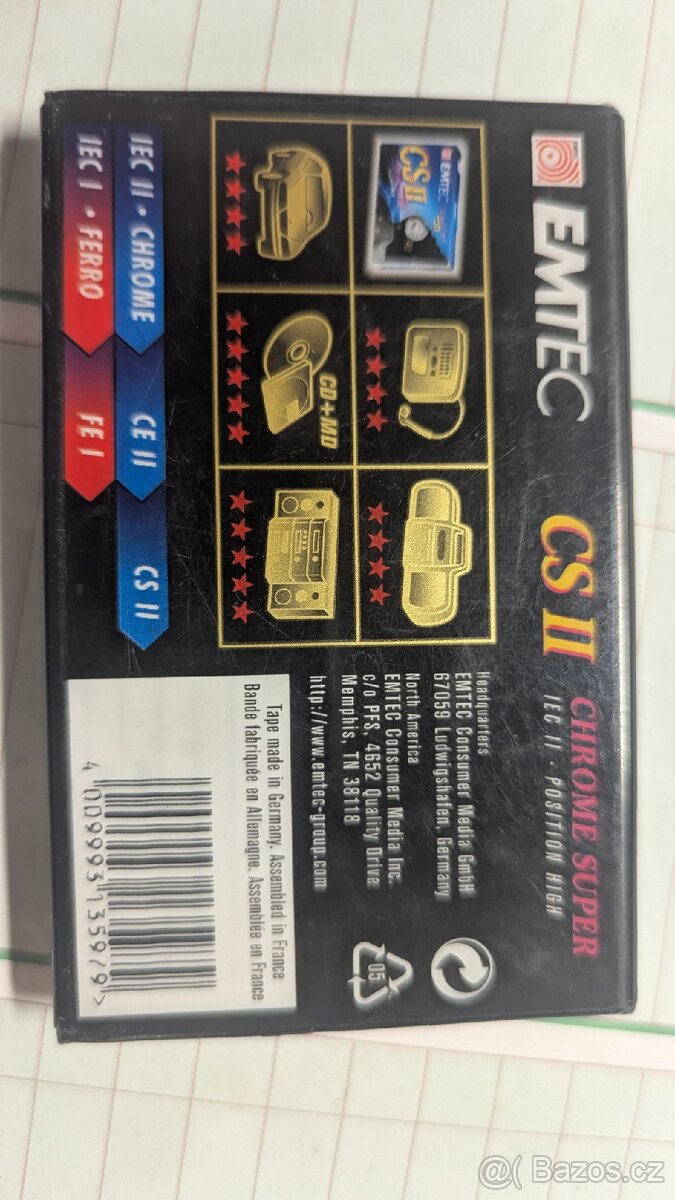 EMTEC
EMTEC
CS II
CHROME SUPER
IEC II · POSITION HIGH
EMTEC
CS II
CD+MD
Headquarters
EMTEC Consumer Media GmbH
67059 Ludwigshafen, Germany
North America
EMTEC Consumer Media Inc.
c/o PFS, 4652 Quality Drive
Memphis, TN 38118
http://www.emtec-group.com
05
IEC II · CHROME
CE II
CS II
IEC I · FERRO
FE I
Tape made in Germany. Assembled in France
Bande fabriquée en Allemagne. Assemblée en France
4 009993 135979 >
@( Bazos.cz